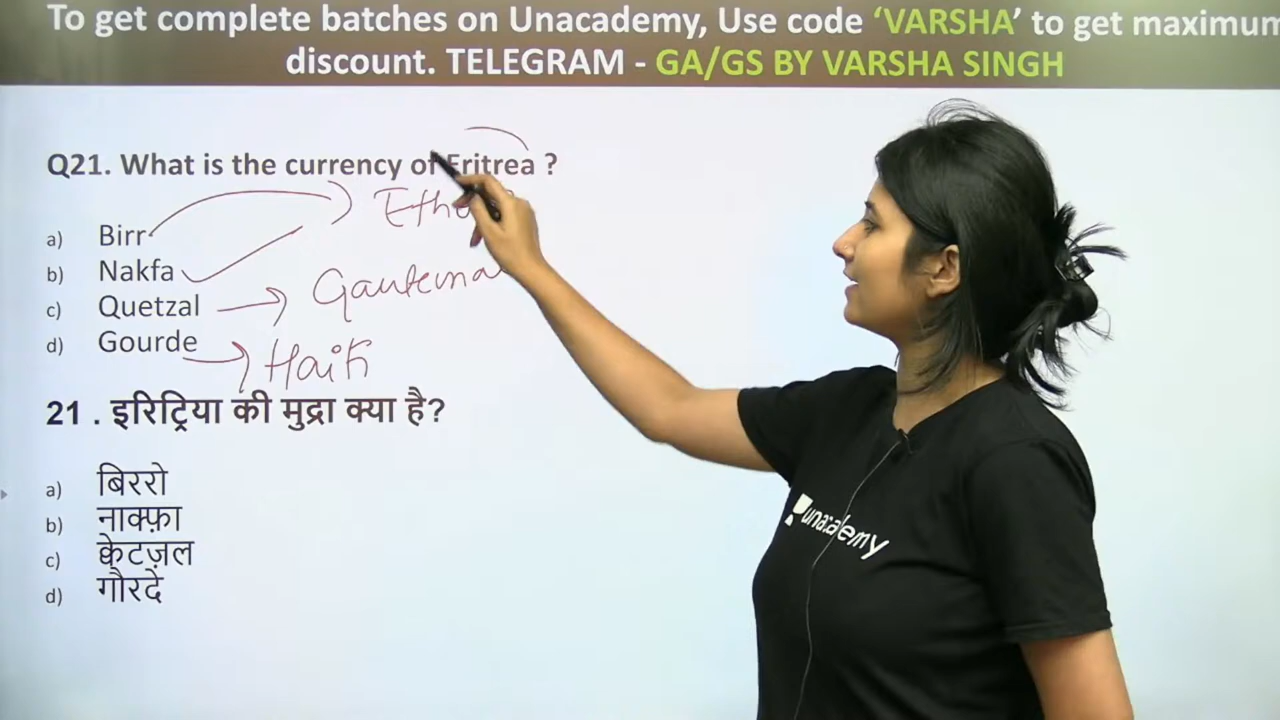 To get complete batches on Unacademy, Use code ‘VARSHA’ to get maximum
discount. TELEGRAM - GA/GS BY VARSHA SINGH
Q21. What is the currency of Eritrea ?
a) Birr
b) Nakfa
c) Quetzal
d) Gourde
Haiti
21 . इरिट्रिया की मुद्रा क्या है?
a) बिररो
b) नाक्फ़ा
c) क्वेटज़ल
d) गौरदे
unacademy